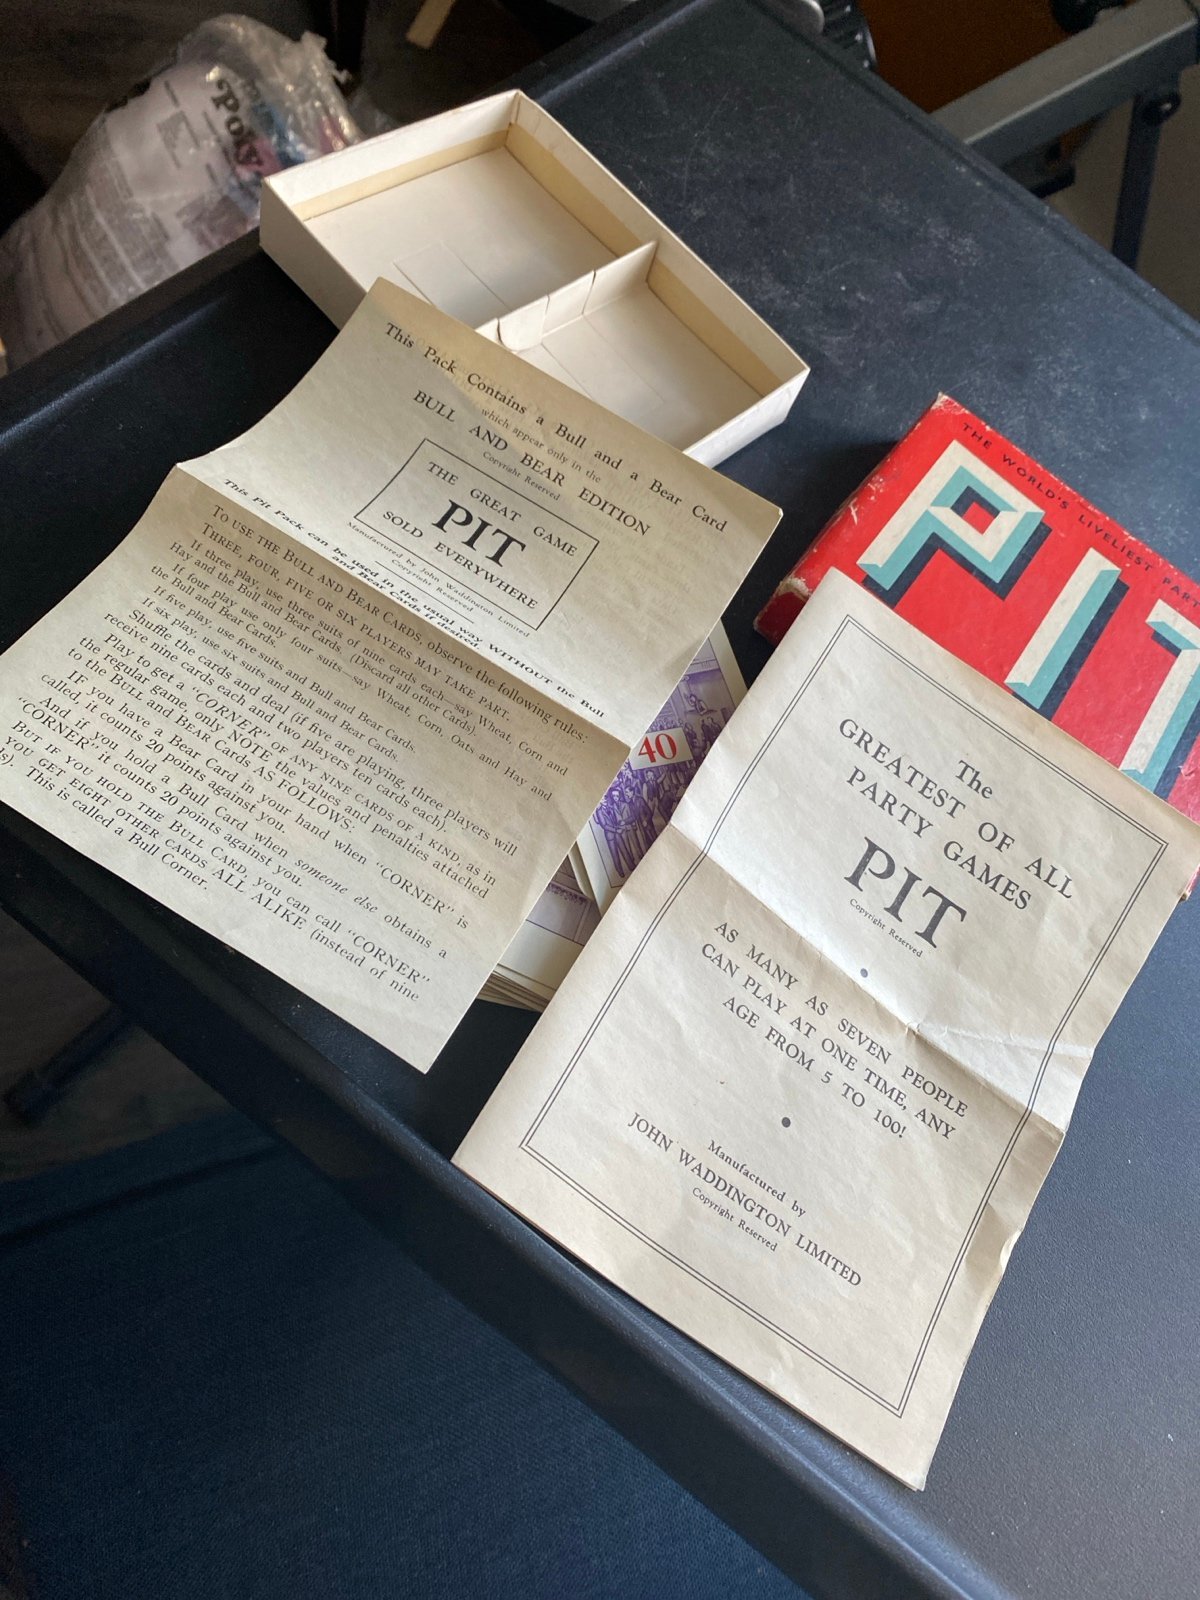 Poxy
This Pack Contains a Bull and a Bear Card
which appear only in the
BULL AND BEAR EDITION
Copyright Reserved
THE GREAT GAME
PIT
SOLD EVERYWHERE
Manufactured by John Waddington Limited
Copyright Reserved
This Pit Pack can be used in the usual way WITHOUT the Bull
and Bear Cards if desired.
TO USE THE BULL AND BEAR CARDS, observe the following rules:
THREE, FOUR, FIVE OR SIX PLAYERS MAY TAKE PART.
If three play, use three suits of nine cards each—say Wheat, Corn and
Hay and the Bull and Bear Cards. (Discard all other Cards).
If four play use only four suits—say Wheat, Corn, Oats and Hay and
the Bull and Bear Cards.
If five play, use five suits and Bull and Bear Cards.
If six play, use six suits and Bull and Bear Cards.
Shuffle the cards and deal (if five are playing, three players will
receive nine cards each and two players ten cards each).
Play to get a "CORNER" OF ANY NINE CARDS OF A KIND, as in
the regular game, only NOTE the values and penalties attached
to the BULL and BEAR Cards AS FOLLOWS:
IF you have a Bear Card in your hand when "CORNER" is
called, it counts 20 points against you.
And if you hold a Bull Card when someone else obtains a
"CORNER" it counts 20 points against you.
BUT IF YOU HOLD THE BULL CARD, you can call "CORNER"
YOU GET EIGHT OTHER CARDS ALL ALIKE (instead of nine
This is called a Bull Corner.
40
THE WORLD'S LIVELIEST
PIT
The
GREATEST OF ALL
PARTY GAMES
PIT
Copyright Reserved
AS MANY AS SEVEN PEOPLE
CAN PLAY AT ONE TIME, ANY
AGE FROM 5 TO 100!
Manufactured by
JOHN WADDINGTON LIMITED
Copyright Reserved